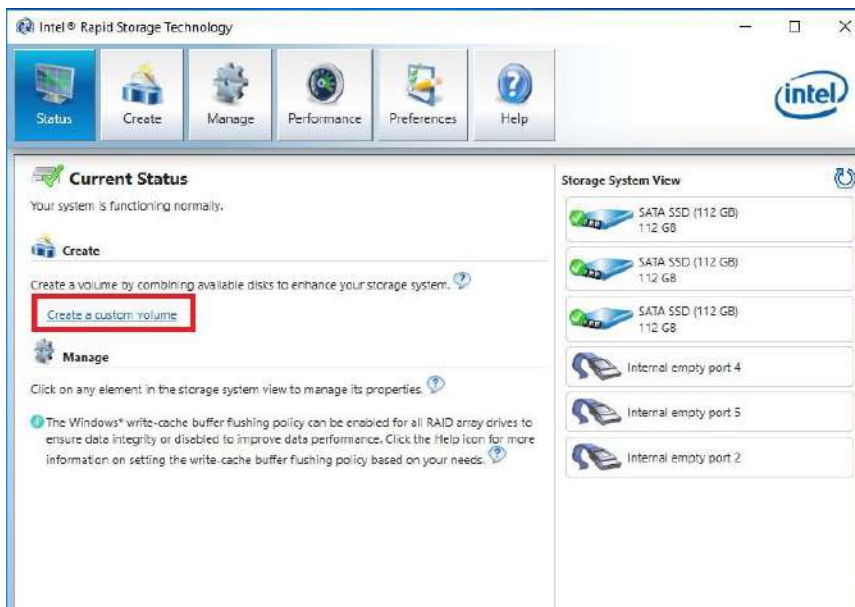 Intel® Rapid Storage Technology
Status
Create
Manage
Performance
Preferences
Help
intel
Current Status
Your system is functioning normally.
Create
Create a volume by combining available disks to enhance your storage system.
Create a custom volume
Manage
Click on any element in the storage system view to manage its properties.
The Windows* write-cache buffer flushing policy can be enabled for all RAID array drives to
ensure data integrity or disabled to improve data performance. Click the Help icon for more
information on setting the write-cache buffer flushing policy based on your needs.
Storage System View
SATA SSD (112 GB)
112 GB
SATA SSD (112 GB)
112 GB
SATA SSD (112 GB)
112 GB
Internal empty port 4
Internal empty port 5
Internal empty port 2